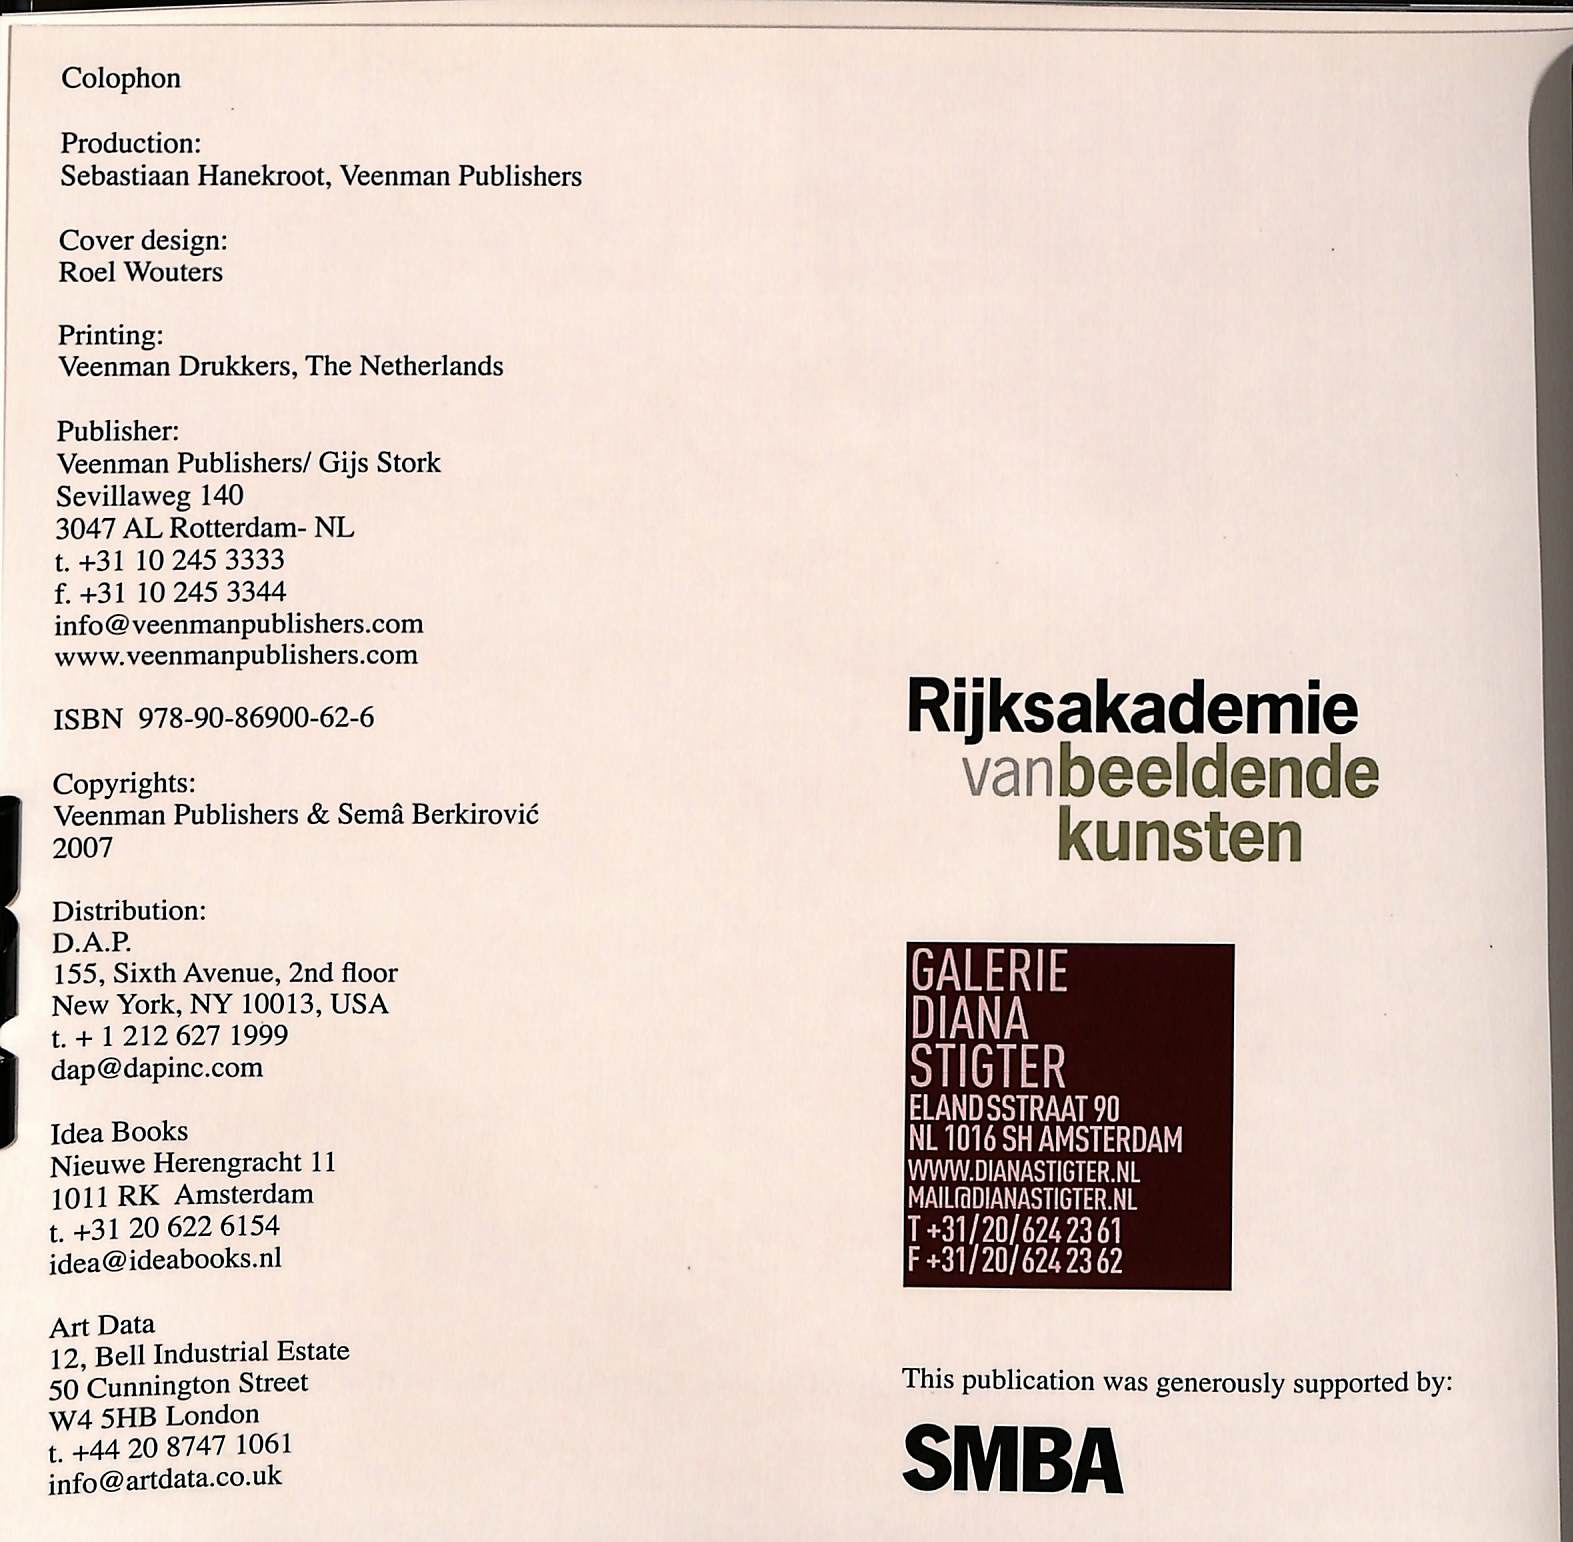 Colophon
Production:
Sebastiaan Hanekroot, Veenman Publishers
Cover design:
Roel Wouters
Printing:
Veenman Drukkers, The Netherlands
Publisher:
Veenman Publishers/ Gijs Stork
Sevillaweg 140
3047 AL Rotterdam- NL
t. +31 10 245 3333
f. +31 10 245 3344
info@veenmanpublishers.com
www.veenmanpublishers.com
ISBN 978-90-86900-62-6
Copyrights:
Veenman Publishers & Semâ Berkirović
2007
Distribution:
D.A.P.
155, Sixth Avenue, 2nd floor
New York, NY 10013, USA
t. + 1 212 627 1999
dap@dapinc.com
Idea Books
Nieuwe Herengracht 11
1011 RK Amsterdam
t. +31 20 622 6154
idea@ideabooks.nl
Art Data
12, Bell Industrial Estate
50 Cunnington Street
W4 5HB London
t. +44 20 8747 1061
info@artdata.co.uk
Rijksakademie
vanbeeldende
kunsten
GALERIE
DIANA
STIGTER
ELANDSSTRAAT 90
NL 1016 SH AMSTERDAM
WWW.DIANASTIGTER.NL
MAIL@DIANASTIGTER.NL
T +31/20/624 23 61
F +31/20/624 23 62
This publication was generously supported by:
SMBA